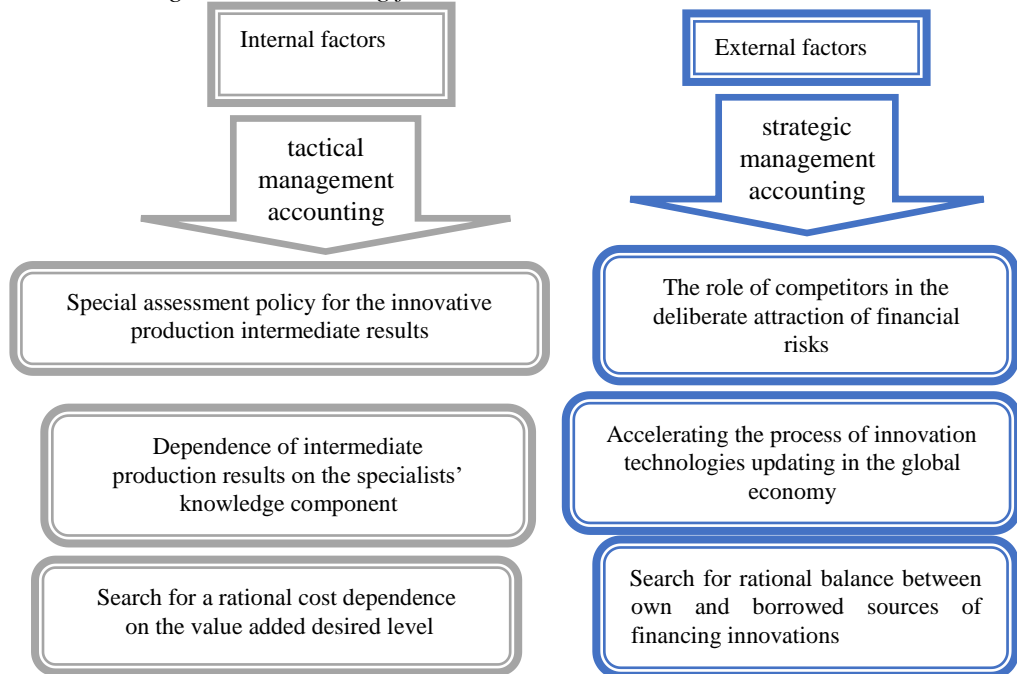 Internal factors
tactical
management
accounting
Special assessment policy for the innovative
production intermediate results
Dependence of intermediate
production results on the specialists’
knowledge component
Search for a rational cost dependence
on the value added desired level
External factors
strategic
management
accounting
The role of competitors in the
deliberate attraction of financial
risks
Accelerating the process of innovation
technologies updating in the global
economy
Search for rational balance between
own and borrowed sources of
financing innovations